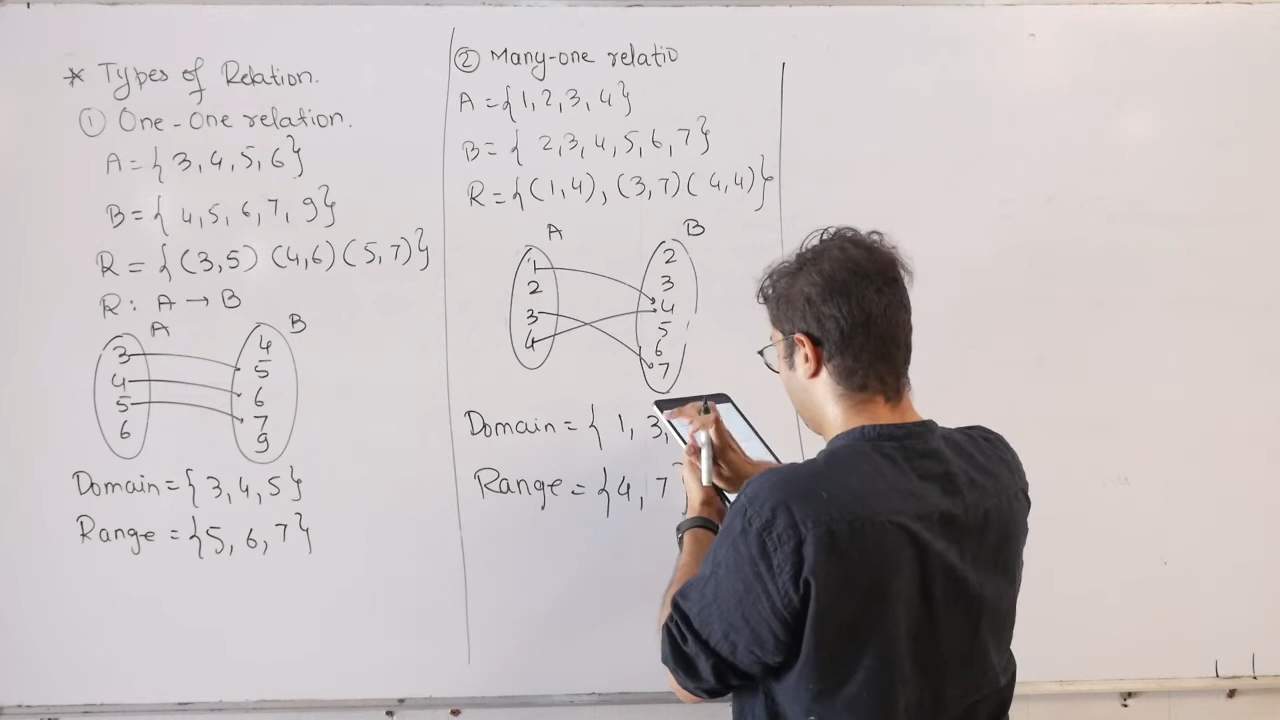 * Types of Relation.
① One-One relation.
A={3,4,5,6}
B={4,5,6,7,9}
R={(3,5) (4,6) (5,7)}
R: A → B
A B
3 4
4 5
5 6
6 7
9
Domain={3,4,5}
Range={5,6,7}
② Many-one relatio
A={1,2,3,4}
B={2,3,4,5,6,7}
R={(1,4),(3,7)(4,4)}
A B
1 2
2 3
3 4
4 5
6
7
Domain={1,3,
Range={4,7